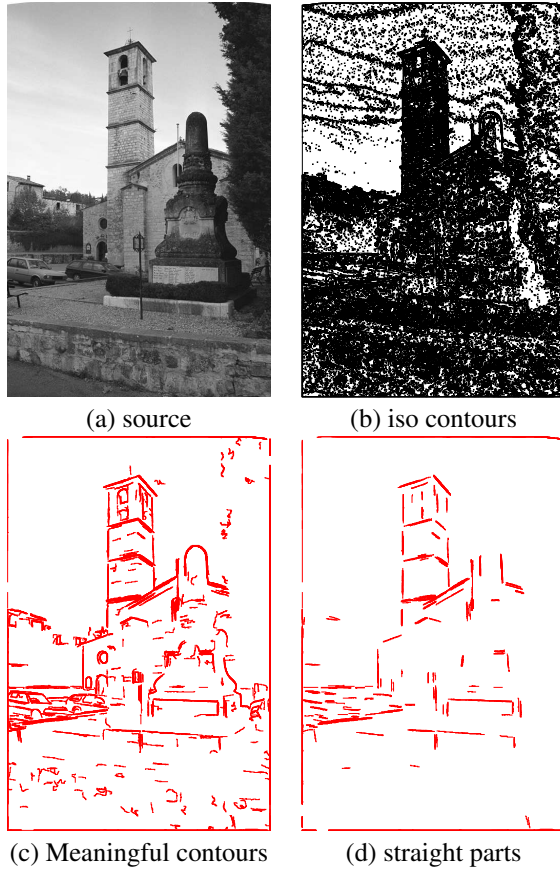 (a) source
(b) iso contours
(c) Meaningful contours
(d) straight parts